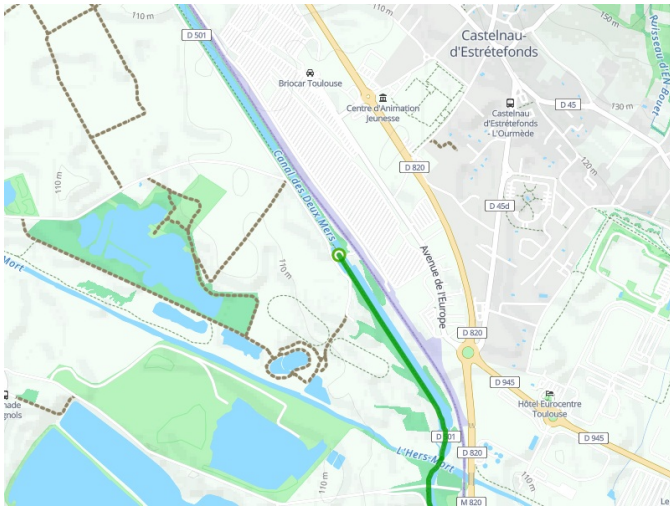 110 m
D 501
Castelnau-
d'Estrétefonds
150 m
Ruisseau d'EN-Bouet
Briocar Toulouse
Centre d'Animation
Jeunesse
Castelnau
d'Estrétefonds
L'Ourmède
D 45
130 m
110 m
D 820
120 m
110 m
Canal des Deux Mers
D 45d
Mort
110 m
Avenue de l'Europe
D 820
D 945
Hôtel Eurocentre
Toulouse
D 945
L'Hers-Mort
D 820
110 m
M 820